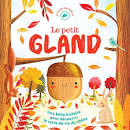 Le petit
GLAND
Une belle histoire
pour découvrir
le cycle de vie du chêne